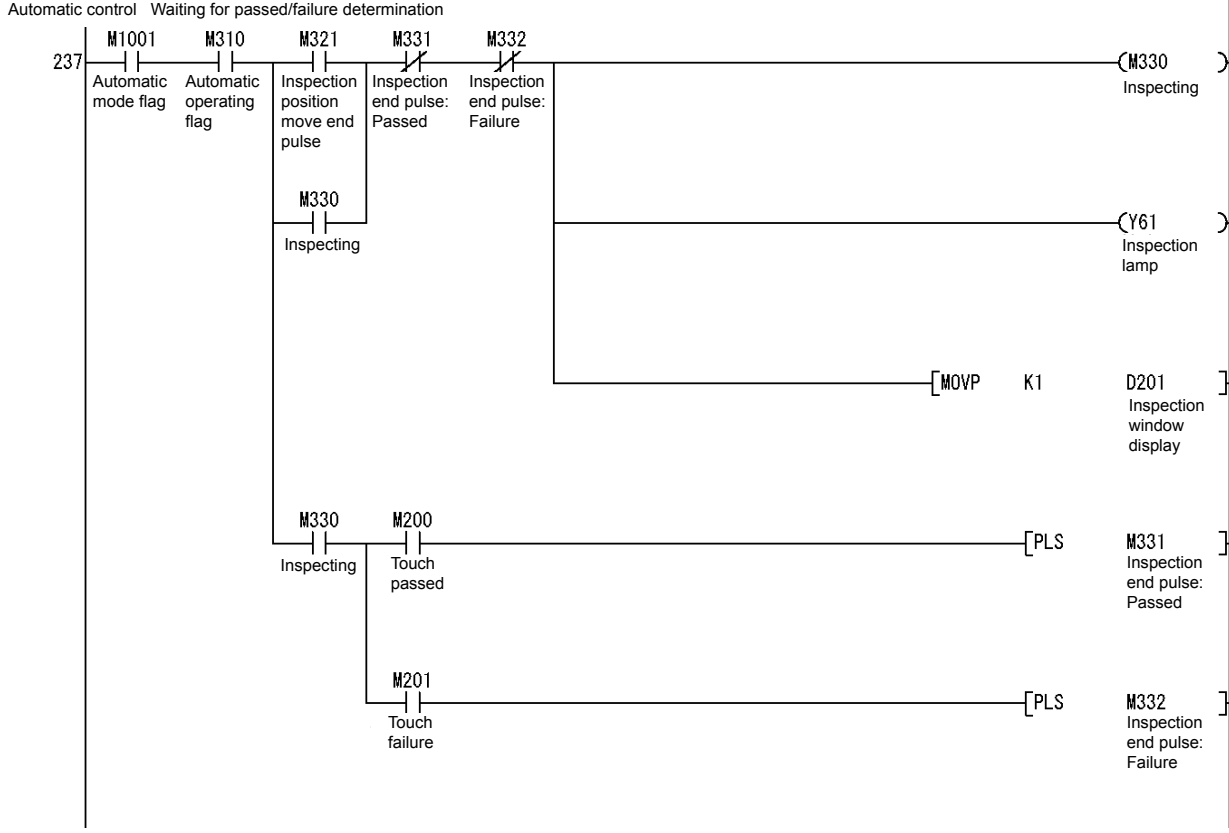 Automatic control Waiting for passed/failure determination
M1001 M310 M321 M331 M332
237
(M330 )
Automatic
mode flag
Automatic
operating
flag
Inspection
position
move end
pulse
Inspection
end pulse:
Passed
Inspection
end pulse:
Failure
Inspecting
M330
Inspecting
(Y61 )
Inspection
lamp
[MOVP K1 D201 ]
Inspection
window
display
M330 M200
Inspecting
Touch
passed
[PLS M331 ]
Inspection
end pulse:
Passed
M201
Touch
failure
[PLS M332 ]
Inspection
end pulse:
Failure